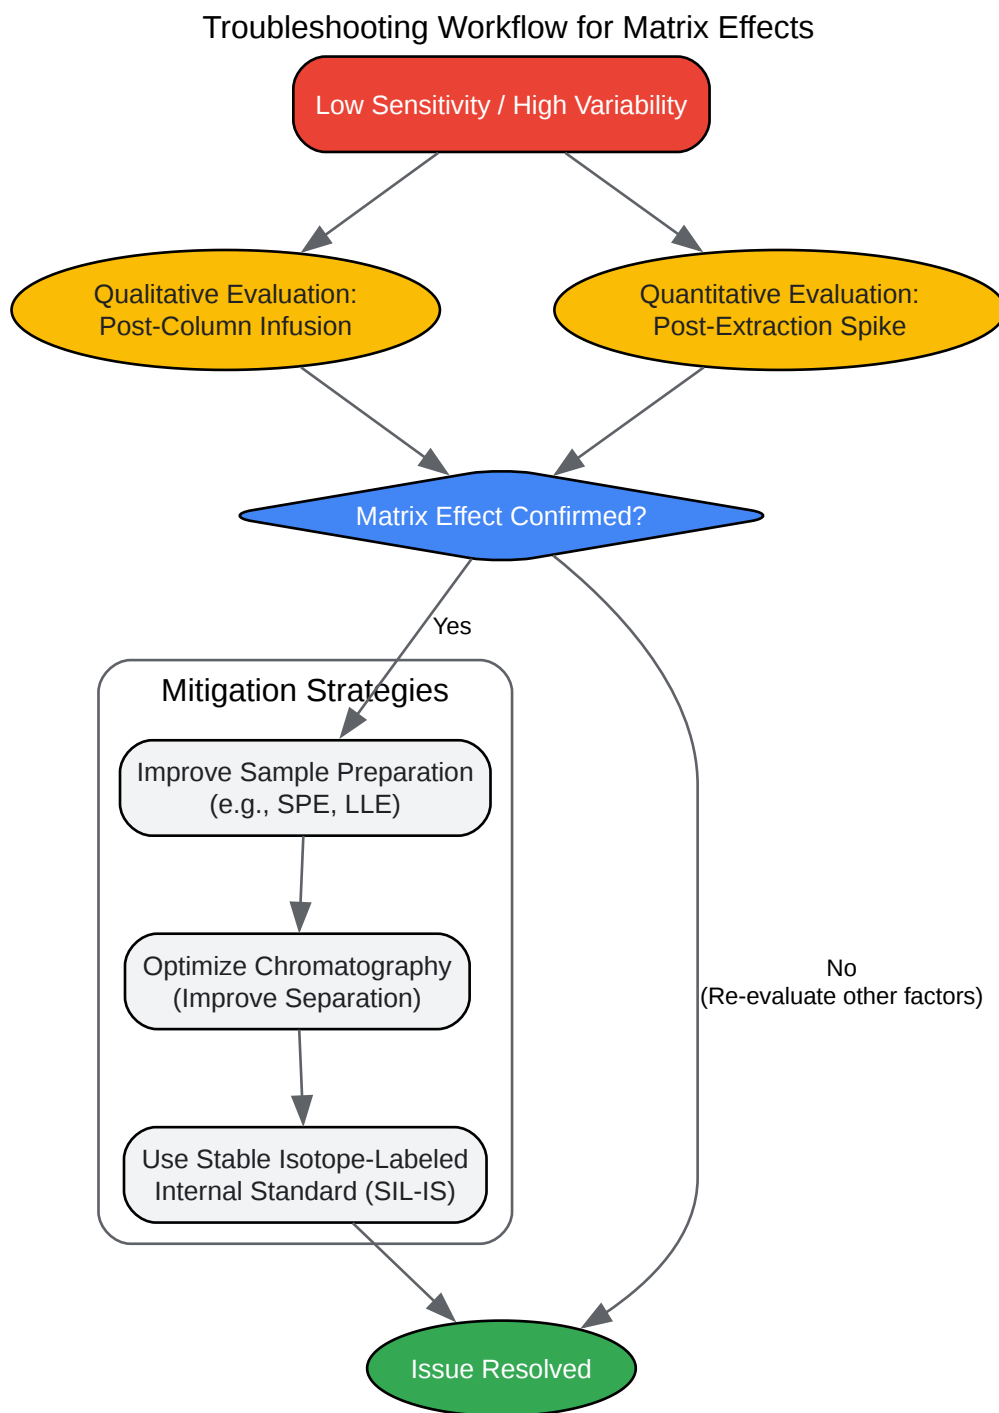 Troubleshooting Workflow for Matrix Effects
Low Sensitivity / High Variability
Qualitative Evaluation:
Post-Column Infusion
Quantitative Evaluation:
Post-Extraction Spike
Matrix Effect Confirmed?
Yes
Mitigation Strategies
Improve Sample Preparation
(e.g., SPE, LLE)
Optimize Chromatography
(Improve Separation)
No
(Re-evaluate other factors)
Use Stable Isotope-Labeled
Internal Standard (SIL-IS)
Issue Resolved